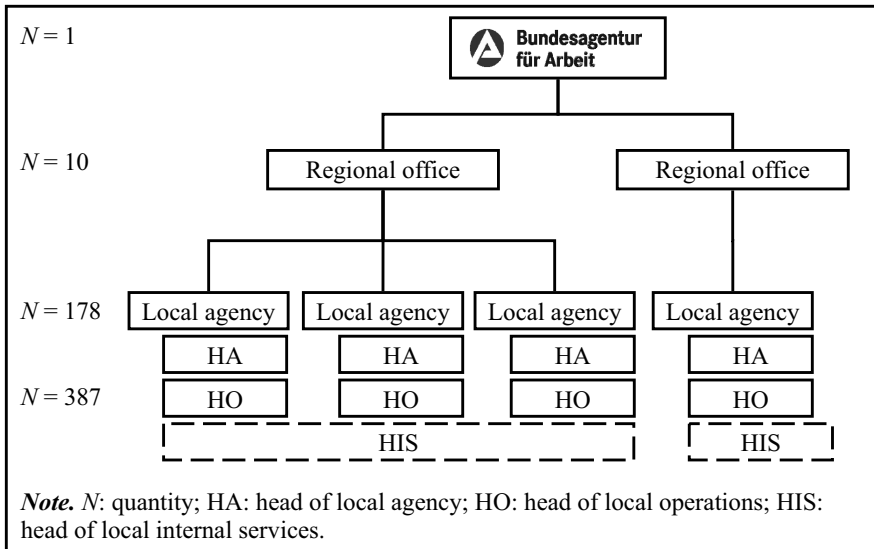 N = 1
Bundesagentur
für Arbeit
N = 10
Regional office Regional office
N = 178
Local agency Local agency Local agency Local agency
HA HA HA HA
N = 387
HO HO HO HO
HIS HIS
Note. N: quantity; HA: head of local agency; HO: head of local operations; HIS:
head of local internal services.